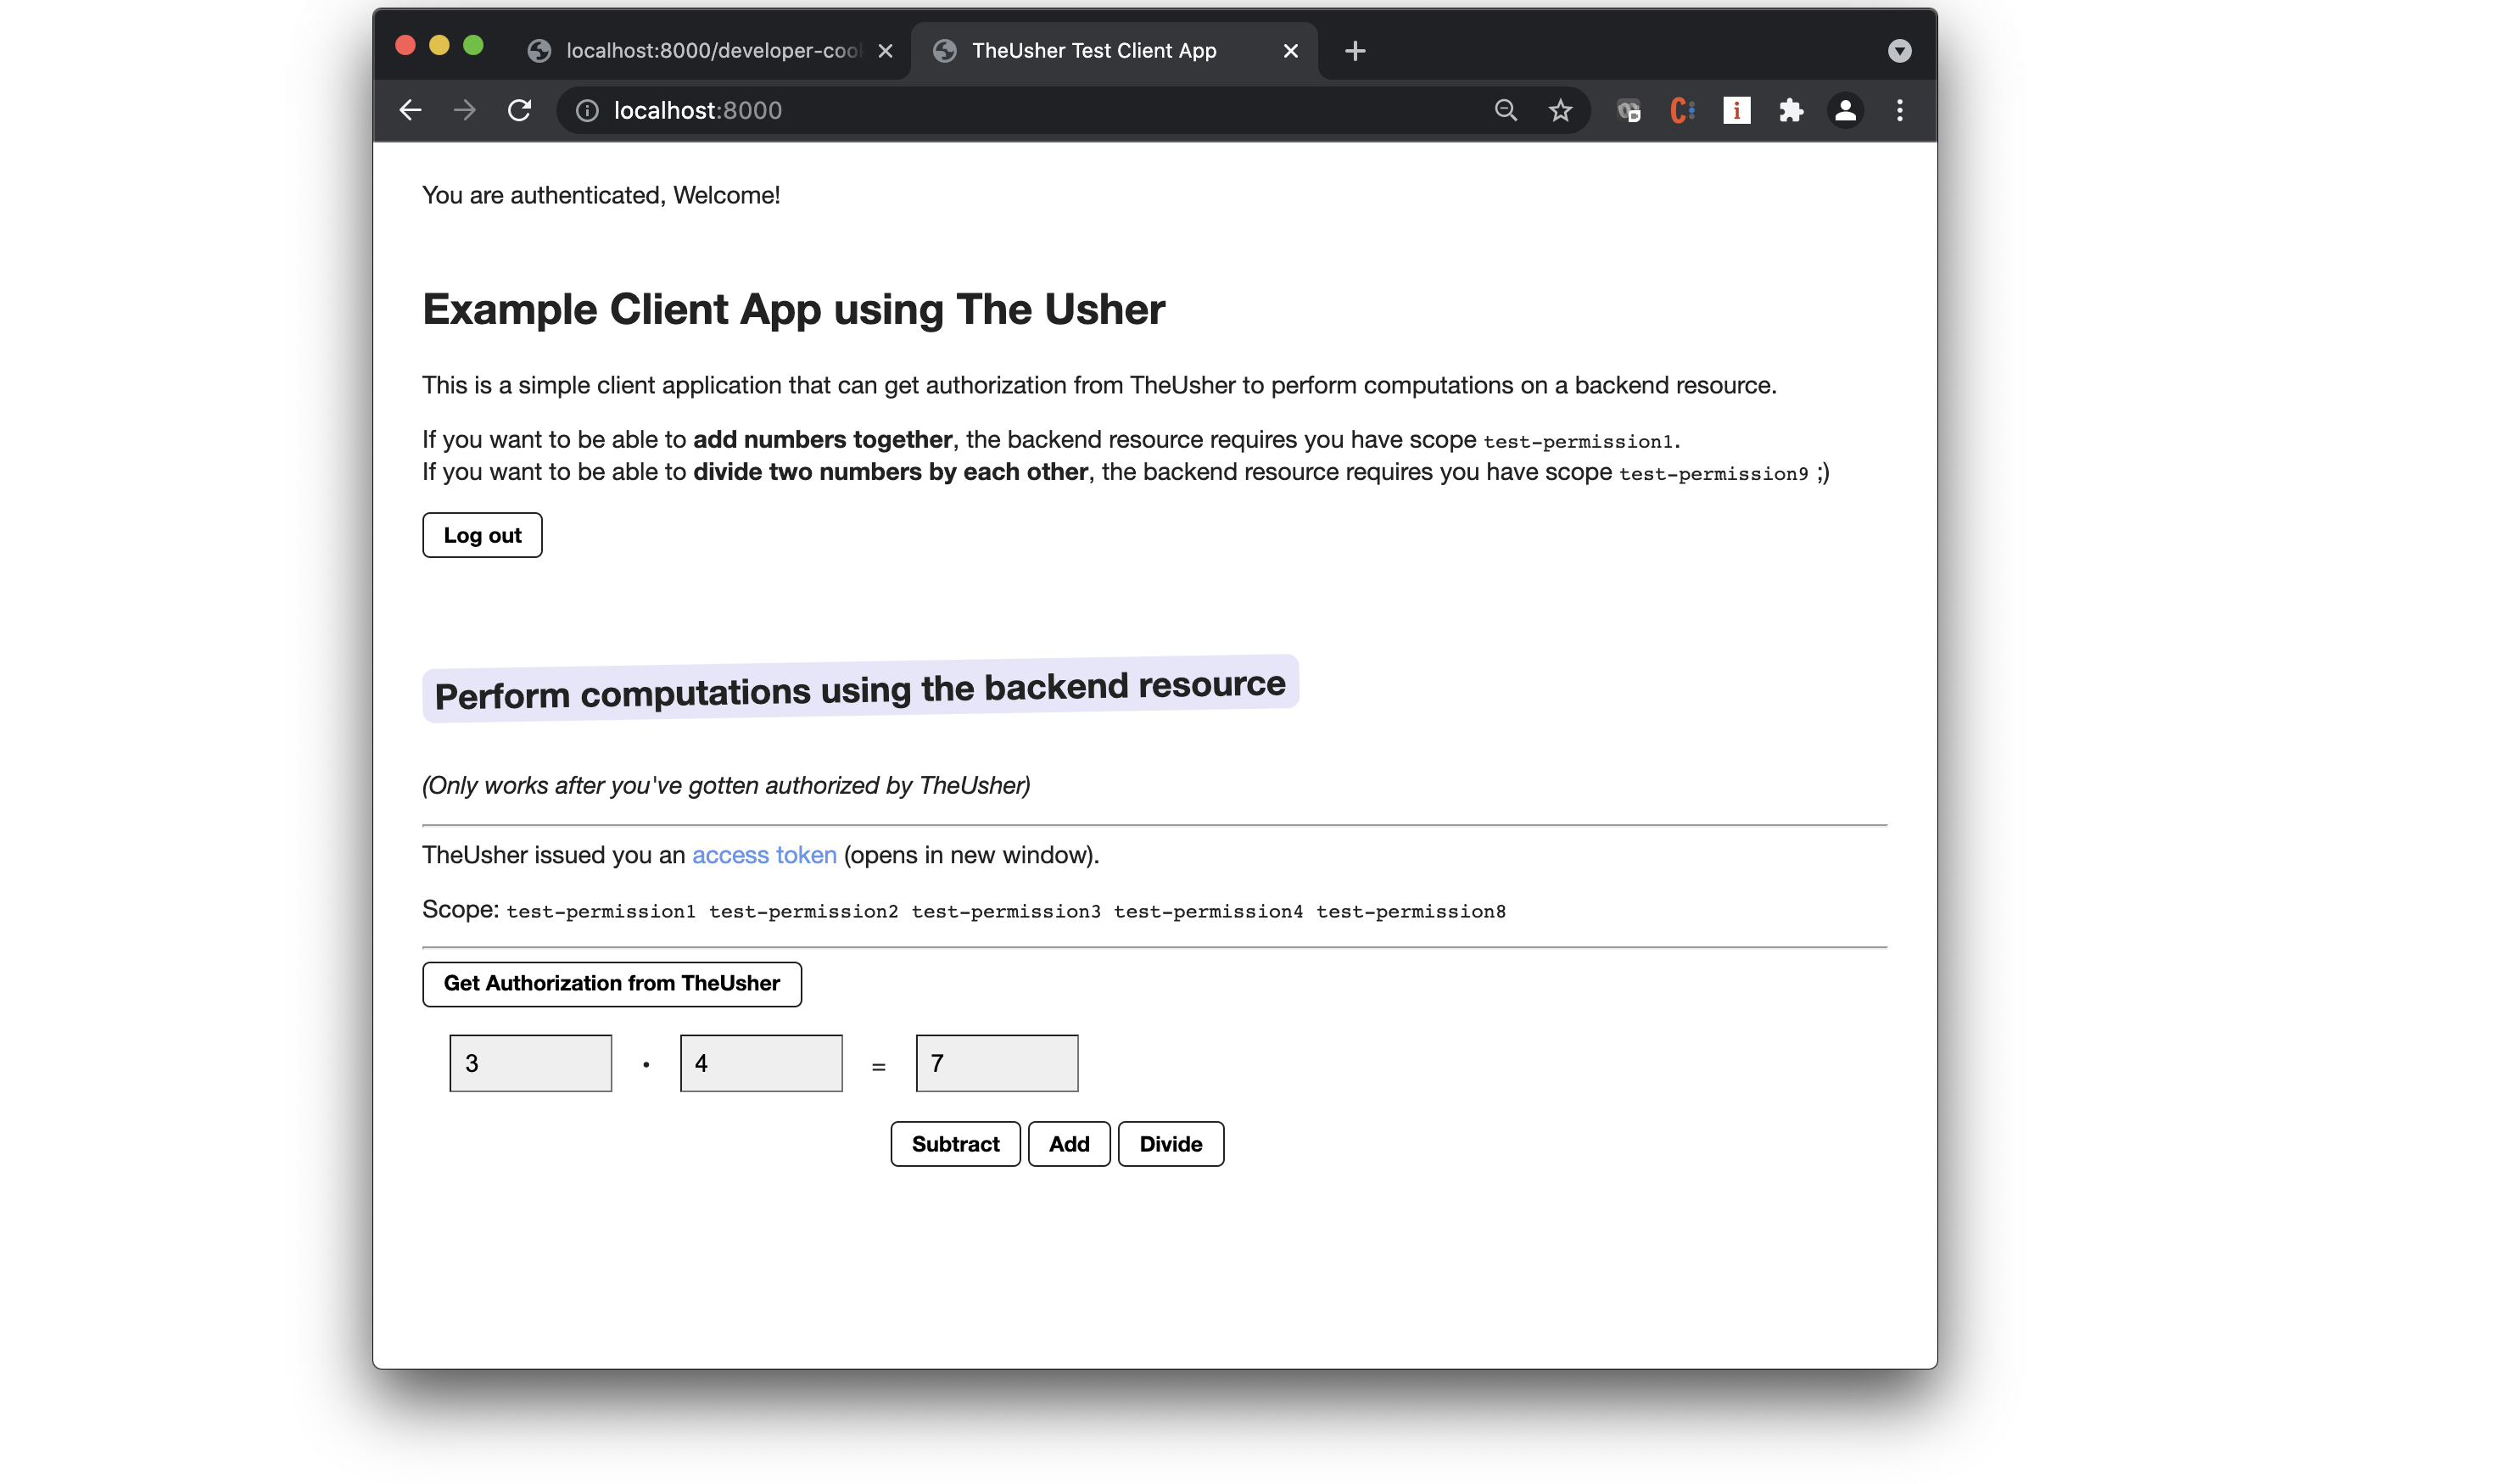 localhost:8000/developer-coo
TheUsher Test Client App
localhost:8000
You are authenticated, Welcome!
Example Client App using The Usher
This is a simple client application that can get authorization from TheUsher to perform computations on a backend resource.
If you want to be able to add numbers together, the backend resource requires you have scope test-permission1.
If you want to be able to divide two numbers by each other, the backend resource requires you have scope test-permission9 ;)
Log out
Perform computations using the backend resource
(Only works after you've gotten authorized by TheUsher)
TheUsher issued you an access token (opens in new window).
Scope: test-permission1 test-permission2 test-permission3 test-permission4 test-permission8
Get Authorization from TheUsher
3 · 4 = 7
Subtract Add Divide